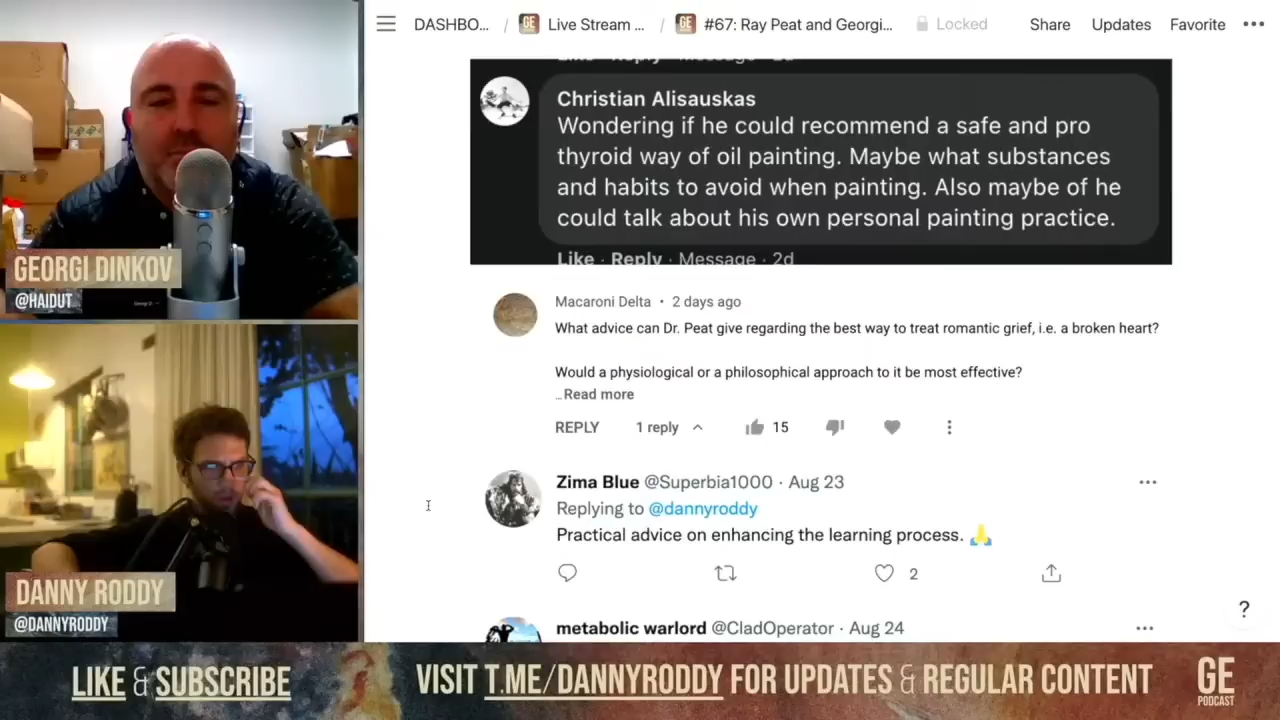 DASHBO... / Live Stream ... / #67: Ray Peat and Georgi... Locked Share Updates Favorite
Christian Alisauskas
Wondering if he could recommend a safe and pro
thyroid way of oil painting. Maybe what substances
and habits to avoid when painting. Also maybe of he
could talk about his own personal painting practice.
Like · Reply · Message · 2d
Macaroni Delta • 2 days ago
What advice can Dr. Peat give regarding the best way to treat romantic grief, i.e. a broken heart?
Would a physiological or a philosophical approach to it be most effective?
...Read more
REPLY 1 reply 15
Zima Blue @Superbia1000 · Aug 23
Replying to @dannyroddy
Practical advice on enhancing the learning process. 🙏
2
metabolic warlord @CladOperator · Aug 24
?
GEORGI DINKOV
@HAIDUT
DANNY RODDY
@DANNYRODDY
LIKE & SUBSCRIBE
VISIT T.ME/DANNYRODDY FOR UPDATES & REGULAR CONTENT
GE
PODCAST